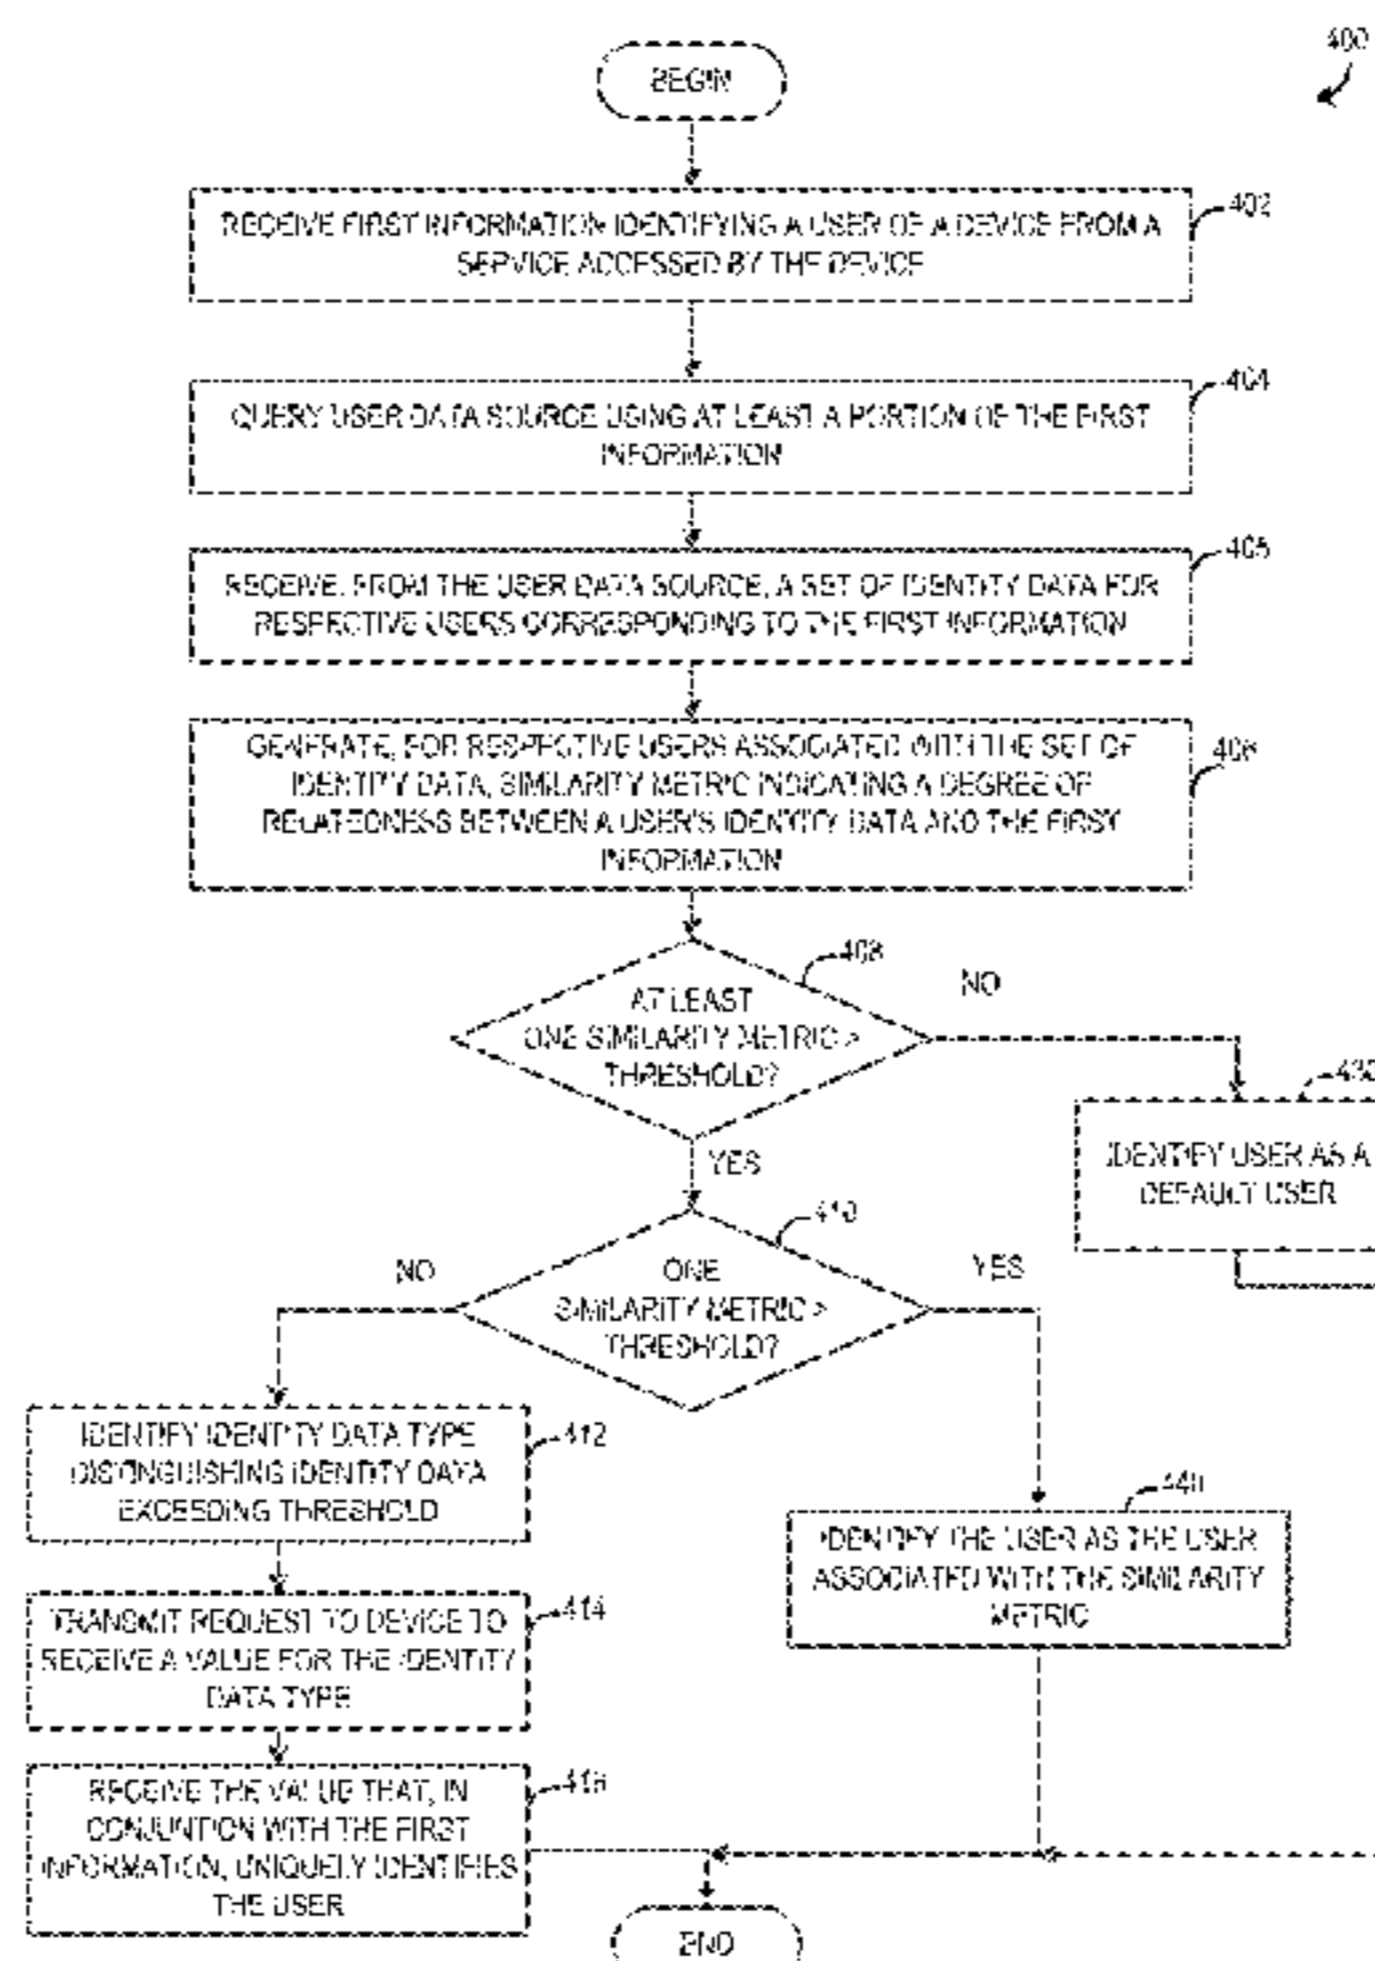 400
BEGIN
402
RECEIVE FIRST INFORMATION IDENTIFYING A USER OF A DEVICE FROM A
SERVICE ACCESSED BY THE DEVICE
404
QUERY USER DATA SOURCE USING AT LEAST A PORTION OF THE FIRST
INFORMATION
405
RECEIVE, FROM THE USER DATA SOURCE, A SET OF IDENTITY DATA FOR
RESPECTIVE USERS CORRESPONDING TO THE FIRST INFORMATION
406
GENERATE, FOR RESPECTIVE USERS ASSOCIATED WITH THE SET OF
IDENTITY DATA, SIMILARITY METRIC INDICATING A DEGREE OF
RELATEDNESS BETWEEN A USER'S IDENTITY DATA AND THE FIRST
INFORMATION
408
AT LEAST
ONE SIMILARITY METRIC >
THRESHOLD?
NO
YES
430
IDENTIFY USER AS A
DEFAULT USER
410
ONE
SIMILARITY METRIC >
THRESHOLD?
NO
YES
412
IDENTIFY IDENTITY DATA TYPE
DISTINGUISHING IDENTITY DATA
EXCEEDING THRESHOLD
440
IDENTIFY THE USER AS THE USER
ASSOCIATED WITH THE SIMILARITY
METRIC
414
TRANSMIT REQUEST TO DEVICE TO
RECEIVE A VALUE FOR THE IDENTITY
DATA TYPE
416
RECEIVE THE VALUE THAT, IN
CONJUNTION WITH THE FIRST
INFORMATION, UNIQUELY IDENTIFIES
THE USER
END